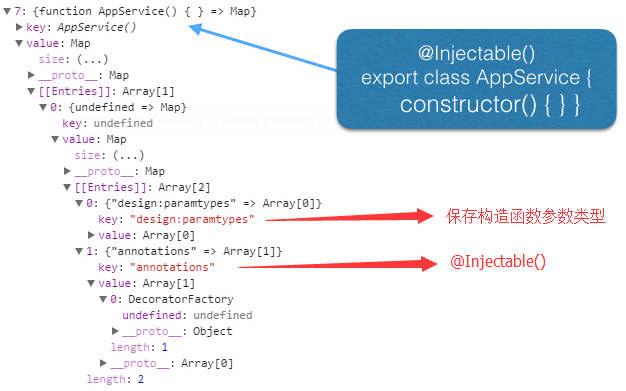 7: {function AppService() { } => Map}
key: AppService()
value: Map
size: (...)
__proto__: Map
[[Entries]]: Array[1]
0: {undefined => Map}
key: undefined
value: Map
size: (...)
__proto__: Map
[[Entries]]: Array[2]
0: {"design:paramtypes" => Array[0]}
key: "design:paramtypes"
value: Array[0]
1: {"annotations" => Array[1]}
key: "annotations"
value: Array[1]
0: DecoratorFactory
undefined: undefined
__proto__: Object
length: 1
__proto__: Array[0]
length: 2
@Injectable()
export class AppService {
constructor() { } }
保存构造函数参数类型
@Injectable()